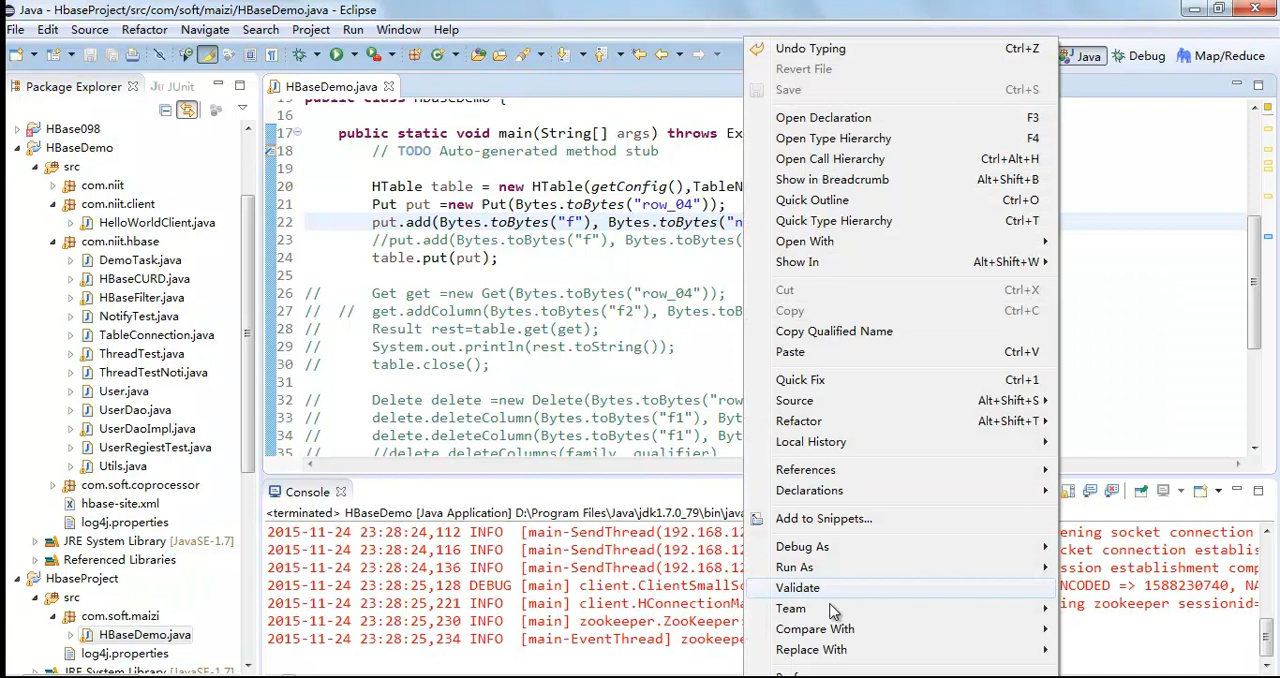 Java - HbaseProject/src/com/soft/maizi/HBaseDemo.java - Eclipse
File Edit Source Refactor Navigate Search Project Run Window Help
Java Debug Map/Reduce
Package Explorer JUnit
HBase098
HBaseDemo
src
com.niit
com.niit.client
HelloWorldClient.java
com.niit.hbase
DemoTask.java
HBaseCURD.java
HBaseFilter.java
NotifyTest.java
TableConnection.java
ThreadTest.java
ThreadTestNoti.java
User.java
UserDao.java
UserDaoImpl.java
UserRegiestTest.java
Utils.java
com.soft.coprocessor
hbase-site.xml
log4j.properties
JRE System Library [JavaSE-1.7]
Referenced Libraries
HbaseProject
src
com.soft.maizi
HBaseDemo.java
log4j.properties
JRE System Library [JavaSE-1.7]
HBaseDemo.java
15 public class HBaseDemo {
16
17 public static void main(String[] args) throws Ex
18 // TODO Auto-generated method stub
19
20 HTable table = new HTable(getConfig(),TableN
21 Put put =new Put(Bytes.toBytes("row_04"));
22 put.add(Bytes.toBytes("f"), Bytes.toBytes("n
23 //put.add(Bytes.toBytes("f"), Bytes.toBytes(
24 table.put(put);
25
26 // Get get =new Get(Bytes.toBytes("row_04"));
27 // // get.addColumn(Bytes.toBytes("f2"), Bytes.toB
28 // Result rest=table.get(get);
29 // System.out.println(rest.toString());
30 // table.close();
31
32 // Delete delete =new Delete(Bytes.toBytes("row
33 // delete.deleteColumn(Bytes.toBytes("f1"), Byt
34 // delete.deleteColumn(Bytes.toBytes("f1"), Byt
35 // //delete.deleteColumns(family, qualifier)
Console
<terminated> HBaseDemo [Java Application] D:\Program Files\Java\jdk1.7.0_79\bin\java
2015-11-24 23:28:24,112 INFO [main-SendThread(192.168.12 ening socket connection
2015-11-24 23:28:24,116 INFO [main-SendThread(192.168.12 cket connection establis
2015-11-24 23:28:24,136 INFO [main-SendThread(192.168.12 ssion establishment comp
2015-11-24 23:28:25,128 DEBUG [main] client.ClientSmallSc NCODED => 1588230740, NAM
2015-11-24 23:28:25,221 INFO [main] client.HConnectionMa ing zookeeper sessionid=
2015-11-24 23:28:25,230 INFO [main] zookeeper.ZooKeeper:
2015-11-24 23:28:25,234 INFO [main-EventThread] zookeepe
Undo Typing Ctrl+Z
Revert File
Save Ctrl+S
Open Declaration F3
Open Type Hierarchy F4
Open Call Hierarchy Ctrl+Alt+H
Show in Breadcrumb Alt+Shift+B
Quick Outline Ctrl+O
Quick Type Hierarchy Ctrl+T
Open With
Show In Alt+Shift+W
Cut Ctrl+X
Copy Ctrl+C
Copy Qualified Name
Paste Ctrl+V
Quick Fix Ctrl+1
Source Alt+Shift+S
Refactor Alt+Shift+T
Local History
References
Declarations
Add to Snippets...
Debug As
Run As
Validate
Team
Compare With
Replace With